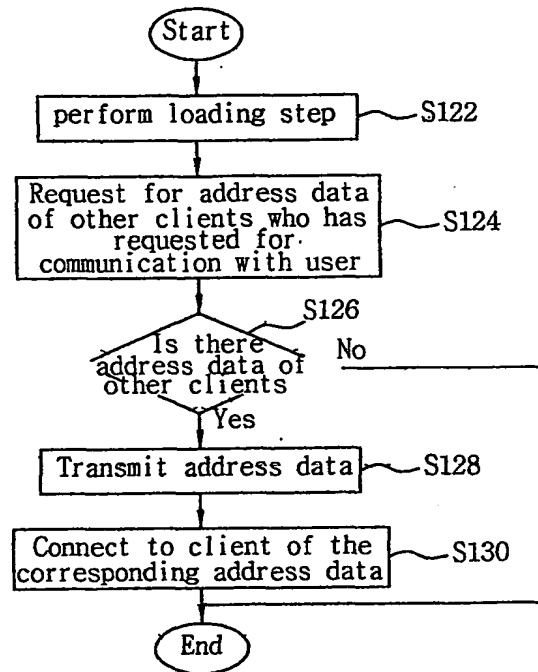 Start
perform loading step
S122
Request for address data
of other clients who has
requested for
communication with user
S124
S126
Is there
address data of
other clients
No
Yes
Transmit address data
S128
Connect to client of the
corresponding address data
S130
End